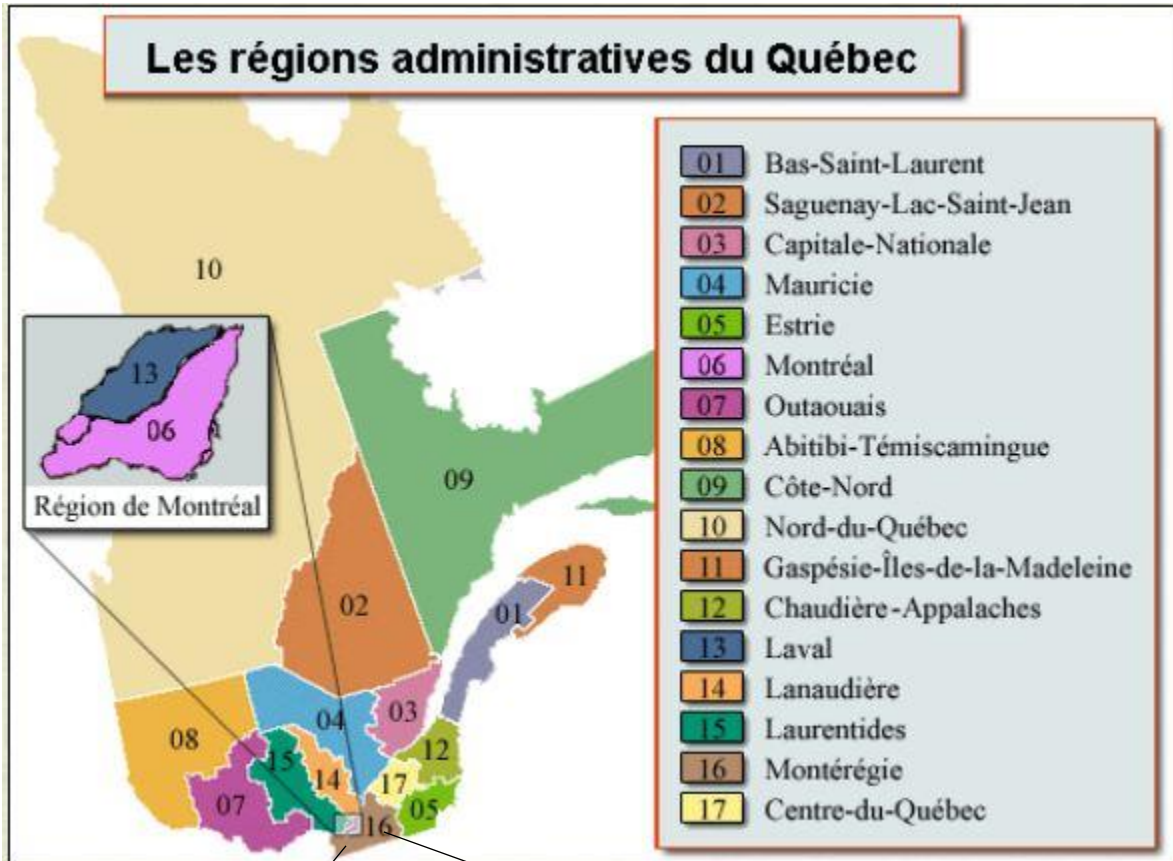 Les régions administratives du Québec
01 Bas-Saint-Laurent
02 Saguenay-Lac-Saint-Jean
03 Capitale-Nationale
04 Mauricie
05 Estrie
06 Montréal
07 Outaouais
08 Abitibi-Témiscamingue
09 Côte-Nord
10 Nord-du-Québec
11 Gaspésie-Îles-de-la-Madeleine
12 Chaudière-Appalaches
13 Laval
14 Lanaudière
15 Laurentides
16 Montérégie
17 Centre-du-Québec
10
13
06
Région de Montréal
09
11
02
01
03
04
08
12
15
14
17
07
05
16